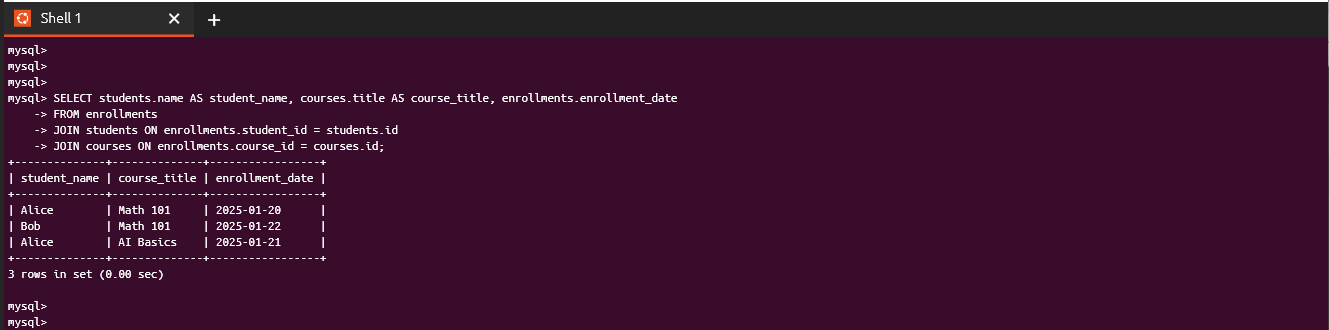 Shell 1
mysql>
mysql>
mysql>
mysql> SELECT students.name AS student_name, courses.title AS course_title, enrollments.enrollment_date
    -> FROM enrollments
    -> JOIN students ON enrollments.student_id = students.id
    -> JOIN courses ON enrollments.course_id = courses.id;
+--------------+--------------+-----------------+
| student_name | course_title | enrollment_date |
+--------------+--------------+-----------------+
| Alice        | Math 101     | 2025-01-20      |
| Bob          | Math 101     | 2025-01-22      |
| Alice        | AI Basics    | 2025-01-21      |
+--------------+--------------+-----------------+
3 rows in set (0.00 sec)
mysql>
mysql>